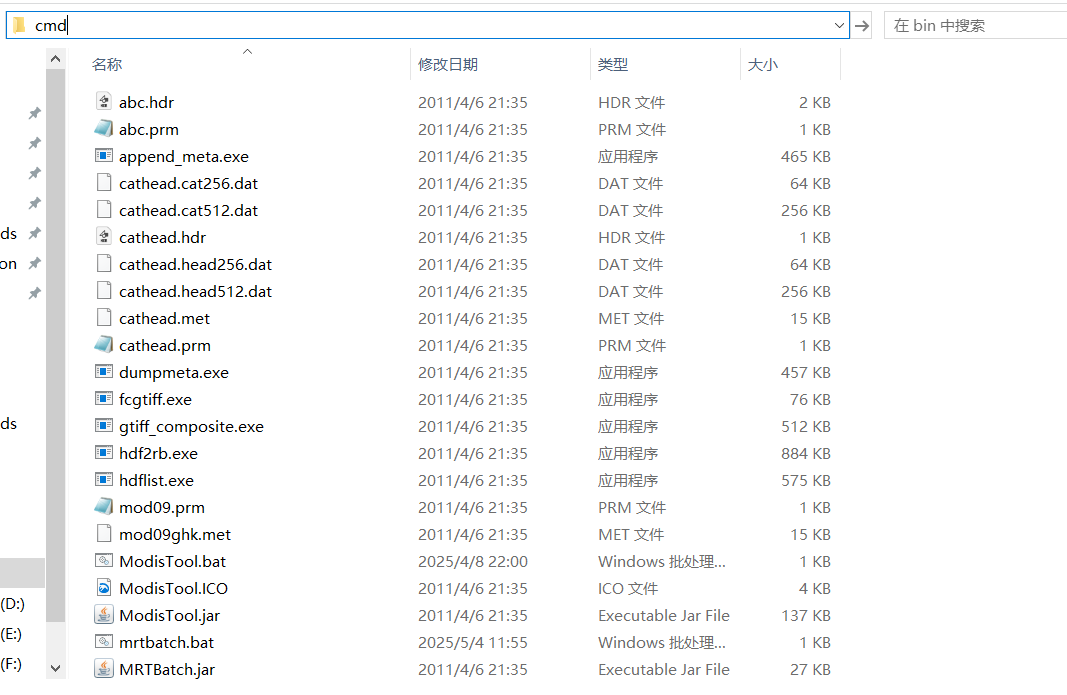 cmd
在 bin 中搜索
名称 修改日期 类型 大小
abc.hdr 2011/4/6 21:35 HDR 文件 2 KB
abc.prm 2011/4/6 21:35 PRM 文件 1 KB
append_meta.exe 2011/4/6 21:35 应用程序 465 KB
cathead.cat256.dat 2011/4/6 21:35 DAT 文件 64 KB
cathead.cat512.dat 2011/4/6 21:35 DAT 文件 256 KB
ds cathead.hdr 2011/4/6 21:35 HDR 文件 1 KB
on cathead.head256.dat 2011/4/6 21:35 DAT 文件 64 KB
cathead.head512.dat 2011/4/6 21:35 DAT 文件 256 KB
cathead.met 2011/4/6 21:35 MET 文件 15 KB
cathead.prm 2011/4/6 21:35 PRM 文件 1 KB
dumpmeta.exe 2011/4/6 21:35 应用程序 457 KB
fcgtiff.exe 2011/4/6 21:35 应用程序 76 KB
ds gtiff_composite.exe 2011/4/6 21:35 应用程序 512 KB
hdf2rb.exe 2011/4/6 21:35 应用程序 884 KB
hdflist.exe 2011/4/6 21:35 应用程序 575 KB
mod09.prm 2011/4/6 21:35 PRM 文件 1 KB
mod09ghk.met 2011/4/6 21:35 MET 文件 15 KB
ModisTool.bat 2025/4/8 22:00 Windows 批处理... 1 KB
ModisTool.ICO 2011/4/6 21:35 ICO 文件 4 KB
(D:) ModisTool.jar 2011/4/6 21:35 Executable Jar File 137 KB
(E:) mrtbatch.bat 2025/5/4 11:55 Windows 批处理... 1 KB
(F:) MRTBatch.jar 2011/4/6 21:35 Executable Jar File 27 KB